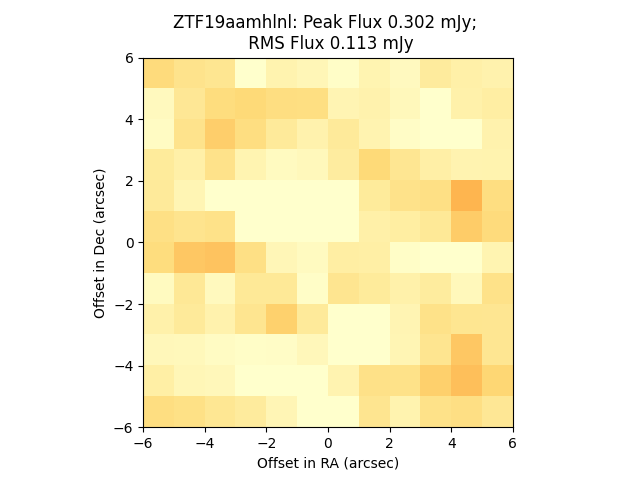 ZTF19aamhlnl: Peak Flux 0.302 mJy;
RMS Flux 0.113 mJy
6
4
2
0
−2
−4
−6
Offset in Dec (arcsec)
−6 −4 −2 0 2 4 6
Offset in RA (arcsec)